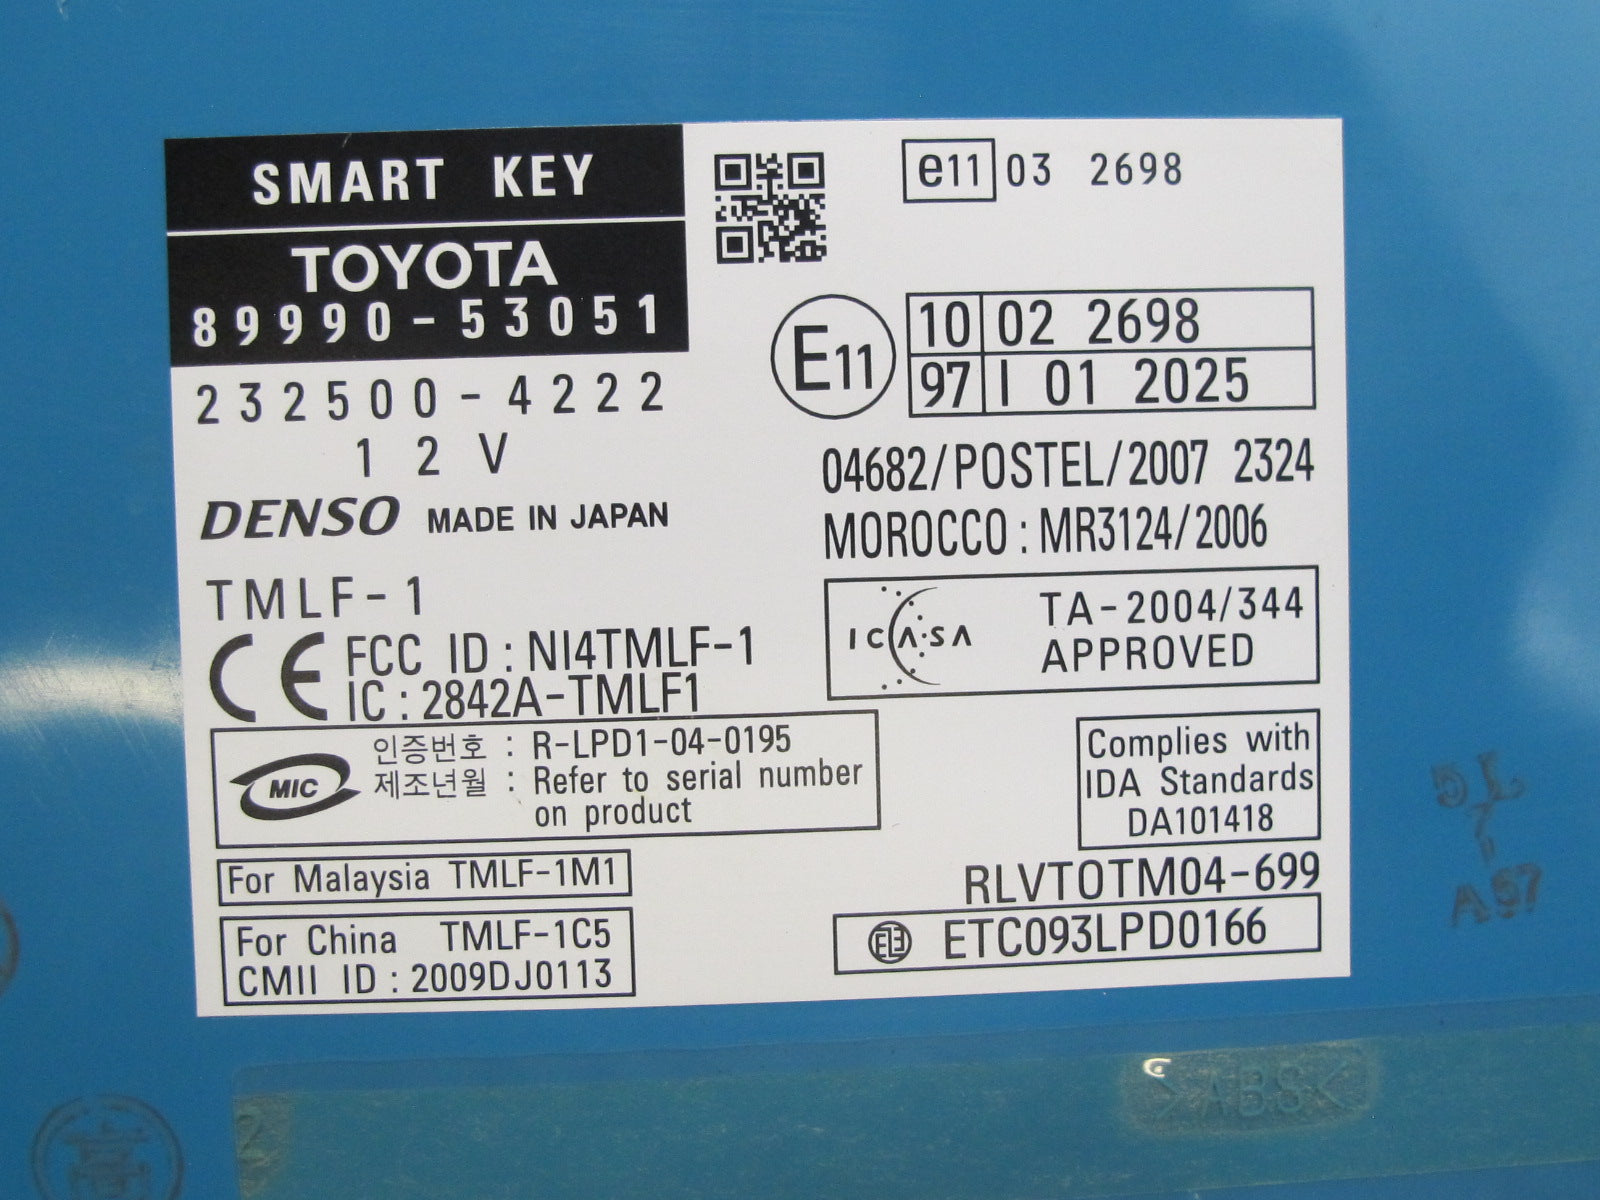 SMART KEY
TOYOTA
89990-53051
232500-4222
12V
DENSO MADE IN JAPAN
TMLF-1
CE FCC ID : NI4TMLF-1
IC : 2842A-TMLF1
MIC
인증번호 : R-LPD1-04-0195
제조년월 : Refer to serial number
on product
For Malaysia TMLF-1M1
For China TMLF-1C5
CMII ID : 2009DJ0113
e11 03 2698
E11
10 02 2698
97 I 01 2025
04682/POSTEL/2007 2324
MOROCCO : MR3124/2006
ICASA
TA-2004/344
APPROVED
Complies with
IDA Standards
DA101418
RLVTOTM04-699
ETC093LPD0166
>ABS<